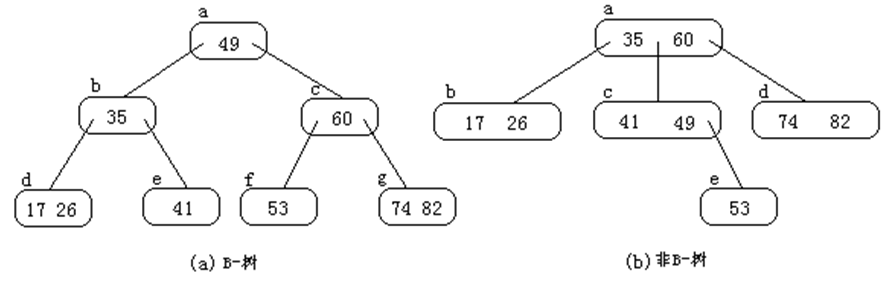 a
49
b
35
c
60
d
17 26
e
41
f
53
g
74 82
(a) B-树
a
35 60
b
17 26
c
41 49
d
74 82
e
53
(b) 非B-树